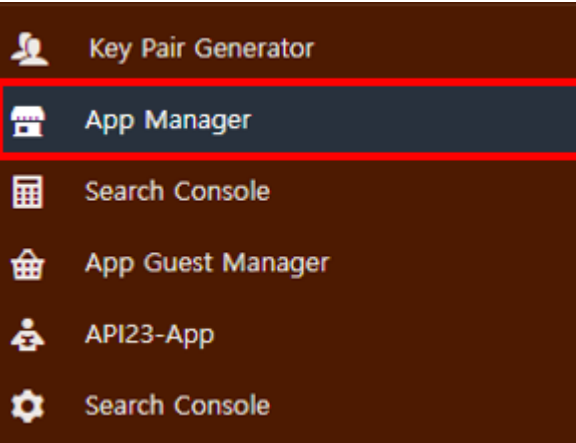 Key Pair Generator
App Manager
Search Console
App Guest Manager
API23-App
Search Console